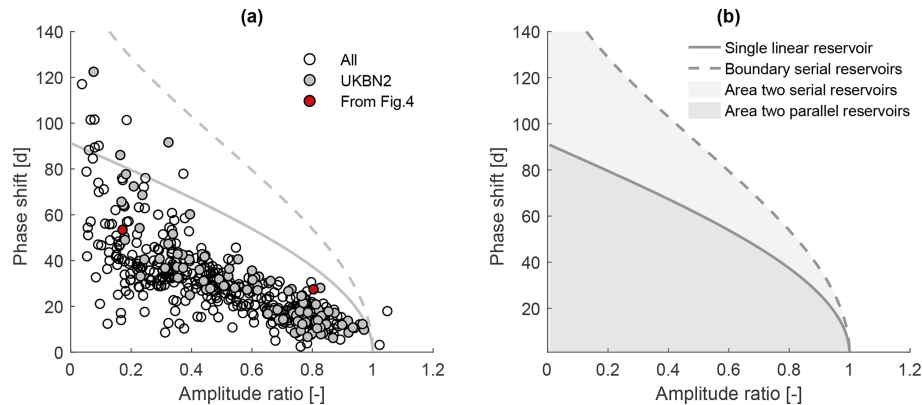 (a)
140
120
100
80
60
40
20
0
0 0.2 0.4 0.6 0.8 1 1.2
Phase shift [d]
Amplitude ratio [-]
All
UKBN2
From Fig.4
(b)
140
120
100
80
60
40
20
0 0.2 0.4 0.6 0.8 1 1.2
Phase shift [d]
Amplitude ratio [-]
Single linear reservoir
Boundary serial reservoirs
Area two serial reservoirs
Area two parallel reservoirs